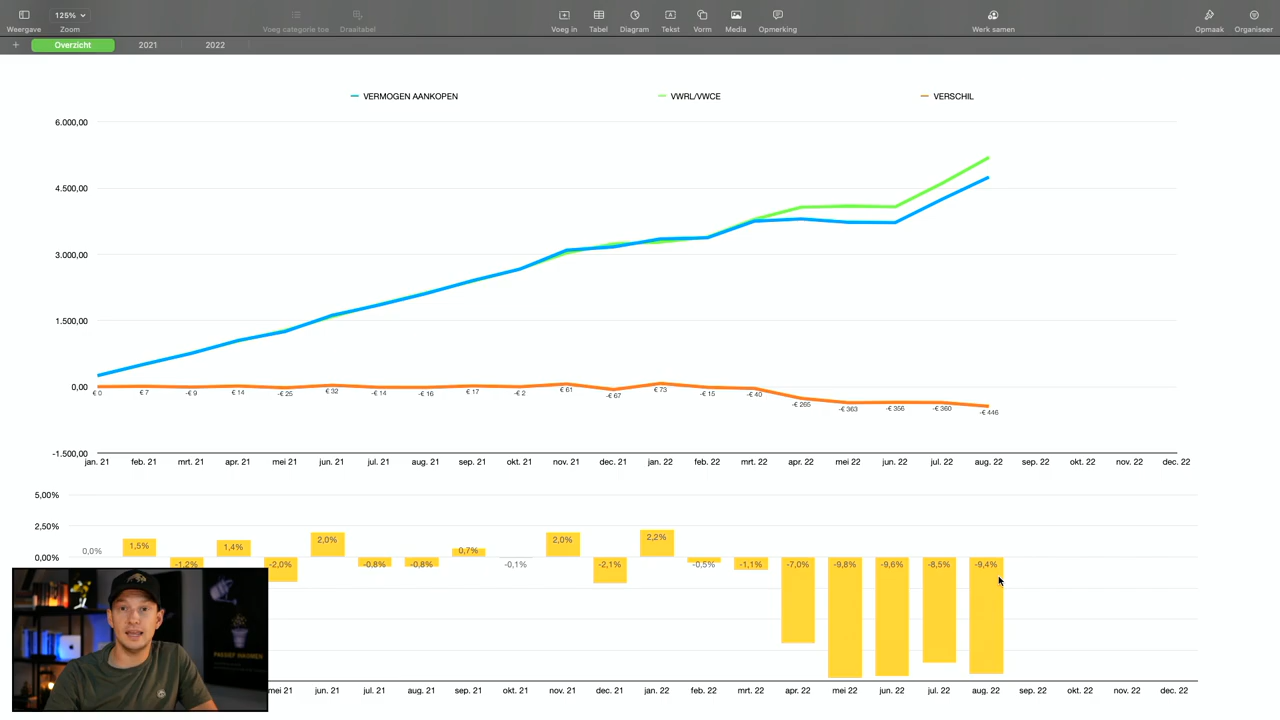 125%
Weergave
Zoom
Voeg categorie toe
Draaitabel
Voeg in
Tabel
Diagram
Tekst
Vorm
Media
Opmerking
Werk samen
Opmaak
Organiseer
Overzicht
2021
2022
VERMOGEN AANKOPEN
VWRL/VWCE
VERSCHIL
6.000,00
4.500,00
3.000,00
1.500,00
0,00
-1.500,00
€ 0
€ 7
-€ 9
€ 14
-€ 25
€ 32
-€ 14
-€ 16
€ 17
-€ 2
€ 61
-€ 67
€ 73
-€ 15
-€ 40
-€ 265
-€ 363
-€ 356
-€ 360
-€ 446
jan. 21
feb. 21
mrt. 21
apr. 21
mei 21
jun. 21
jul. 21
aug. 21
sep. 21
okt. 21
nov. 21
dec. 21
jan. 22
feb. 22
mrt. 22
apr. 22
mei 22
jun. 22
jul. 22
aug. 22
sep. 22
okt. 22
nov. 22
dec. 22
5,00%
2,50%
0,00%
0,0%
1,5%
-1,2%
1,4%
-2,0%
2,0%
-0,8%
-0,8%
0,7%
-0,1%
2,0%
-2,1%
2,2%
-0,5%
-1,1%
-7,0%
-9,8%
-9,6%
-8,5%
-9,4%
PASSIEF INKOMEN
mei 21
jun. 21
jul. 21
aug. 21
sep. 21
okt. 21
nov. 21
dec. 21
jan. 22
feb. 22
mrt. 22
apr. 22
mei 22
jun. 22
jul. 22
aug. 22
sep. 22
okt. 22
nov. 22
dec. 22